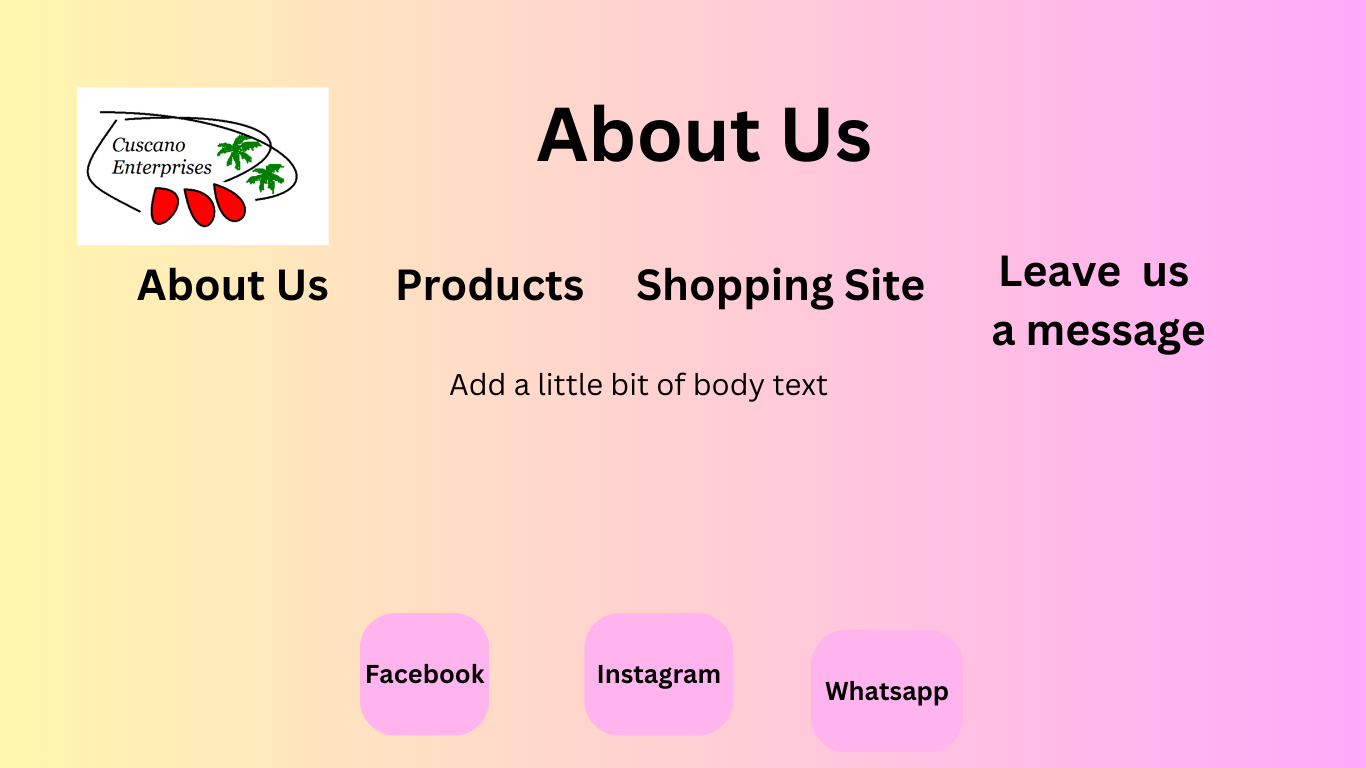 Cuscano
Enterprises
About Us
About Us
Products
Shopping Site
Leave us
a message
Add a little bit of body text
Facebook
Instagram
Whatsapp